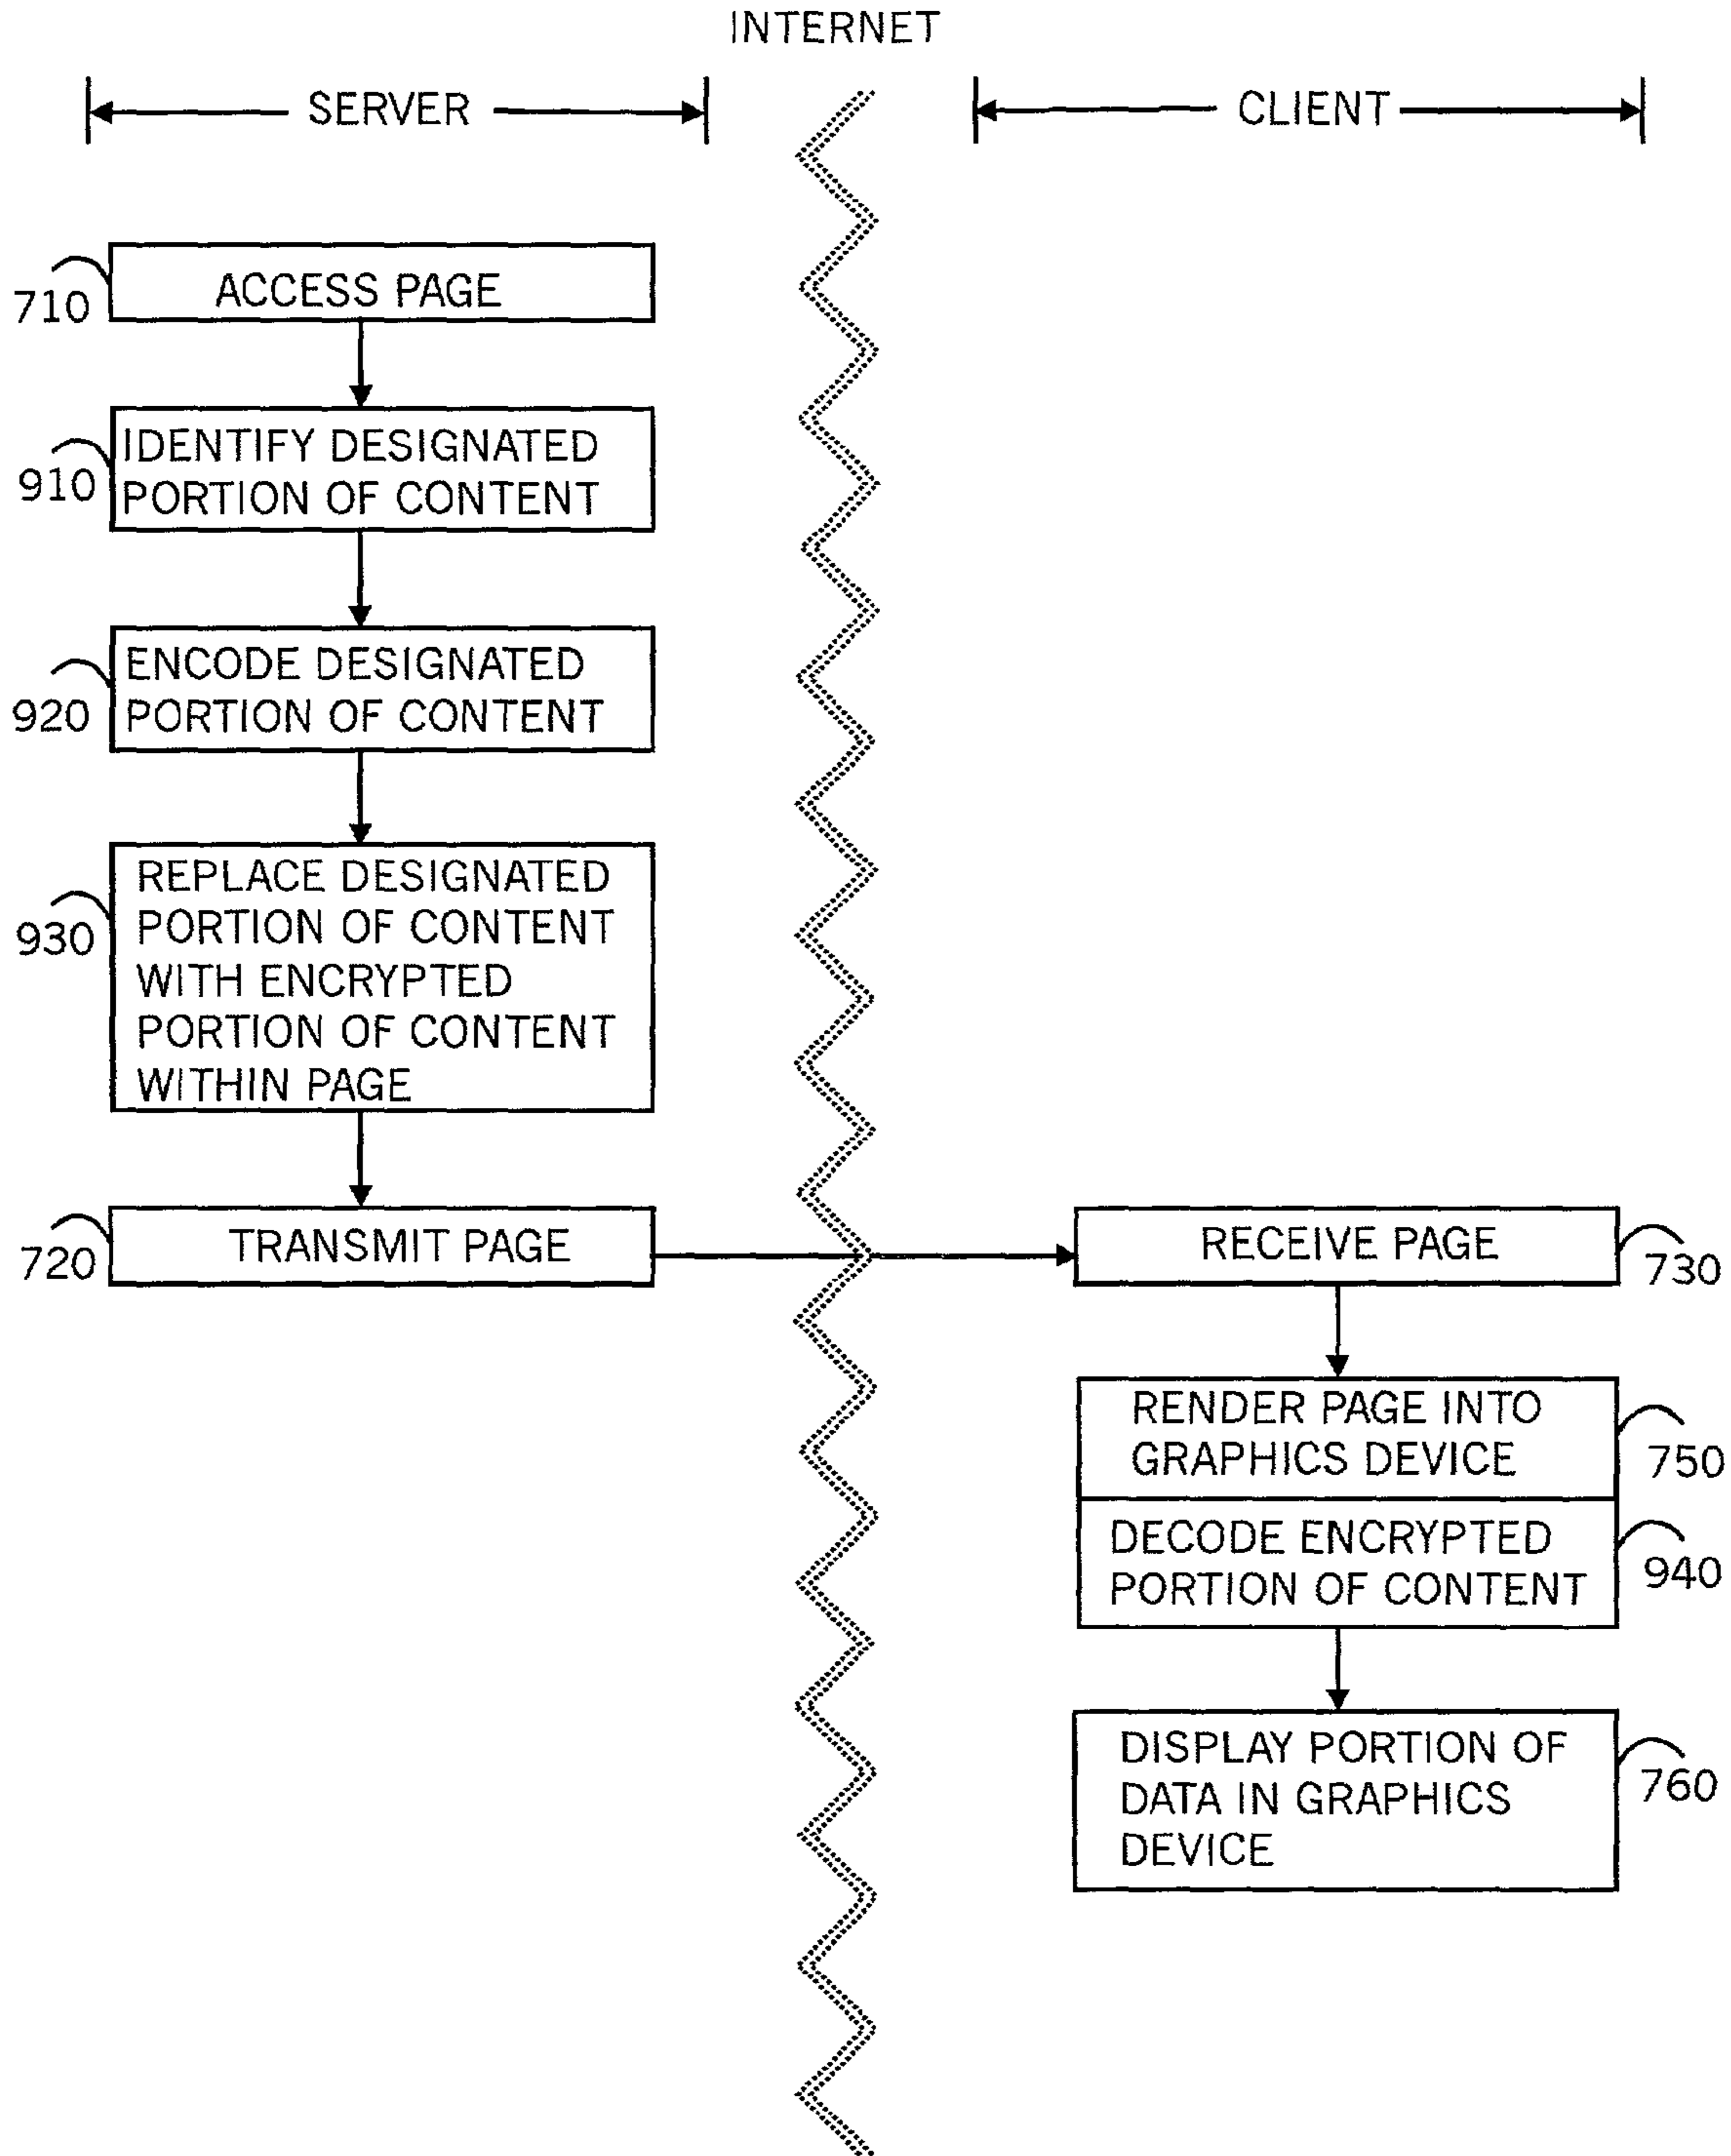 INTERNET
SERVER
CLIENT
710
ACCESS PAGE
910
IDENTIFY DESIGNATED
PORTION OF CONTENT
920
ENCODE DESIGNATED
PORTION OF CONTENT
930
REPLACE DESIGNATED
PORTION OF CONTENT
WITH ENCRYPTED
PORTION OF CONTENT
WITHIN PAGE
720
TRANSMIT PAGE
RECEIVE PAGE
730
RENDER PAGE INTO
GRAPHICS DEVICE
750
DECODE ENCRYPTED
PORTION OF CONTENT
940
DISPLAY PORTION OF
DATA IN GRAPHICS
DEVICE
760